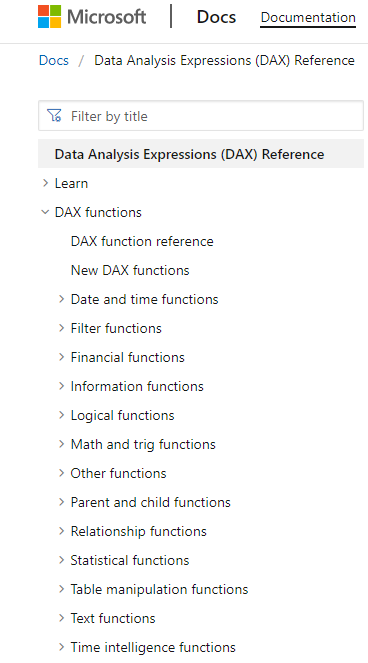 Microsoft | Docs Documentation
Docs / Data Analysis Expressions (DAX) Reference
Filter by title
Data Analysis Expressions (DAX) Reference
Learn
DAX functions
DAX function reference
New DAX functions
Date and time functions
Filter functions
Financial functions
Information functions
Logical functions
Math and trig functions
Other functions
Parent and child functions
Relationship functions
Statistical functions
Table manipulation functions
Text functions
Time intelligence functions